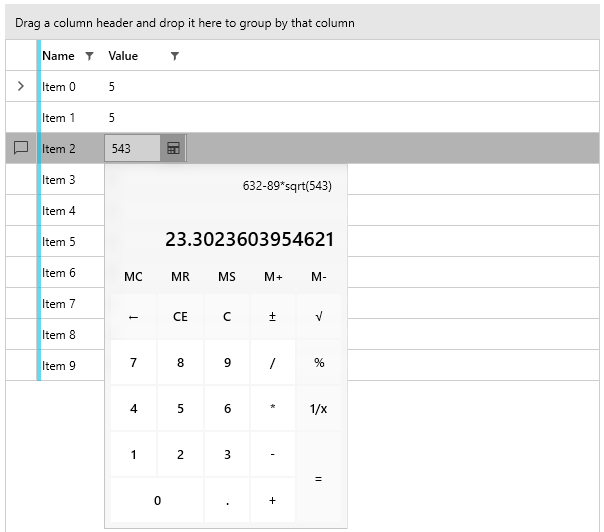 Drag a column header and drop it here to group by that column
Name Value
Item 0 5
Item 1 5
Item 2 543
Item 3
632-89*sqrt(543)
Item 4
Item 5 23.3023603954621
Item 6 MC MR MS M+ M-
Item 7
← CE C ± √
Item 8
Item 9 7 8 9 / %
4 5 6 * 1/x
1 2 3 -
=
0 . +